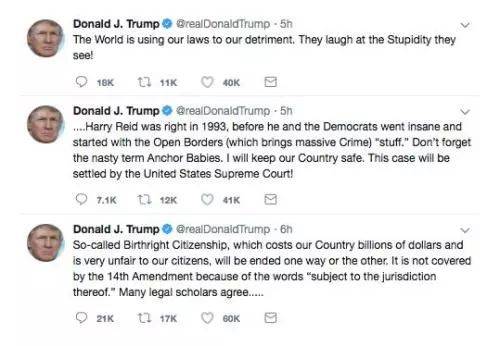 Donald J. Trump @realDonaldTrump · 5h
The World is using our laws to our detriment. They laugh at the Stupidity they
see!
18K 11K 40K
Donald J. Trump @realDonaldTrump · 5h
....Harry Reid was right in 1993, before he and the Democrats went insane and
started with the Open Borders (which brings massive Crime) “stuff.” Don’t forget
the nasty term Anchor Babies. I will keep our Country safe. This case will be
settled by the United States Supreme Court!
7.1K 12K 41K
Donald J. Trump @realDonaldTrump · 6h
So-called Birthright Citizenship, which costs our Country billions of dollars and
is very unfair to our citizens, will be ended one way or the other. It is not covered
by the 14th Amendment because of the words “subject to the jurisdiction
thereof.” Many legal scholars agree.....
21K 17K 60K